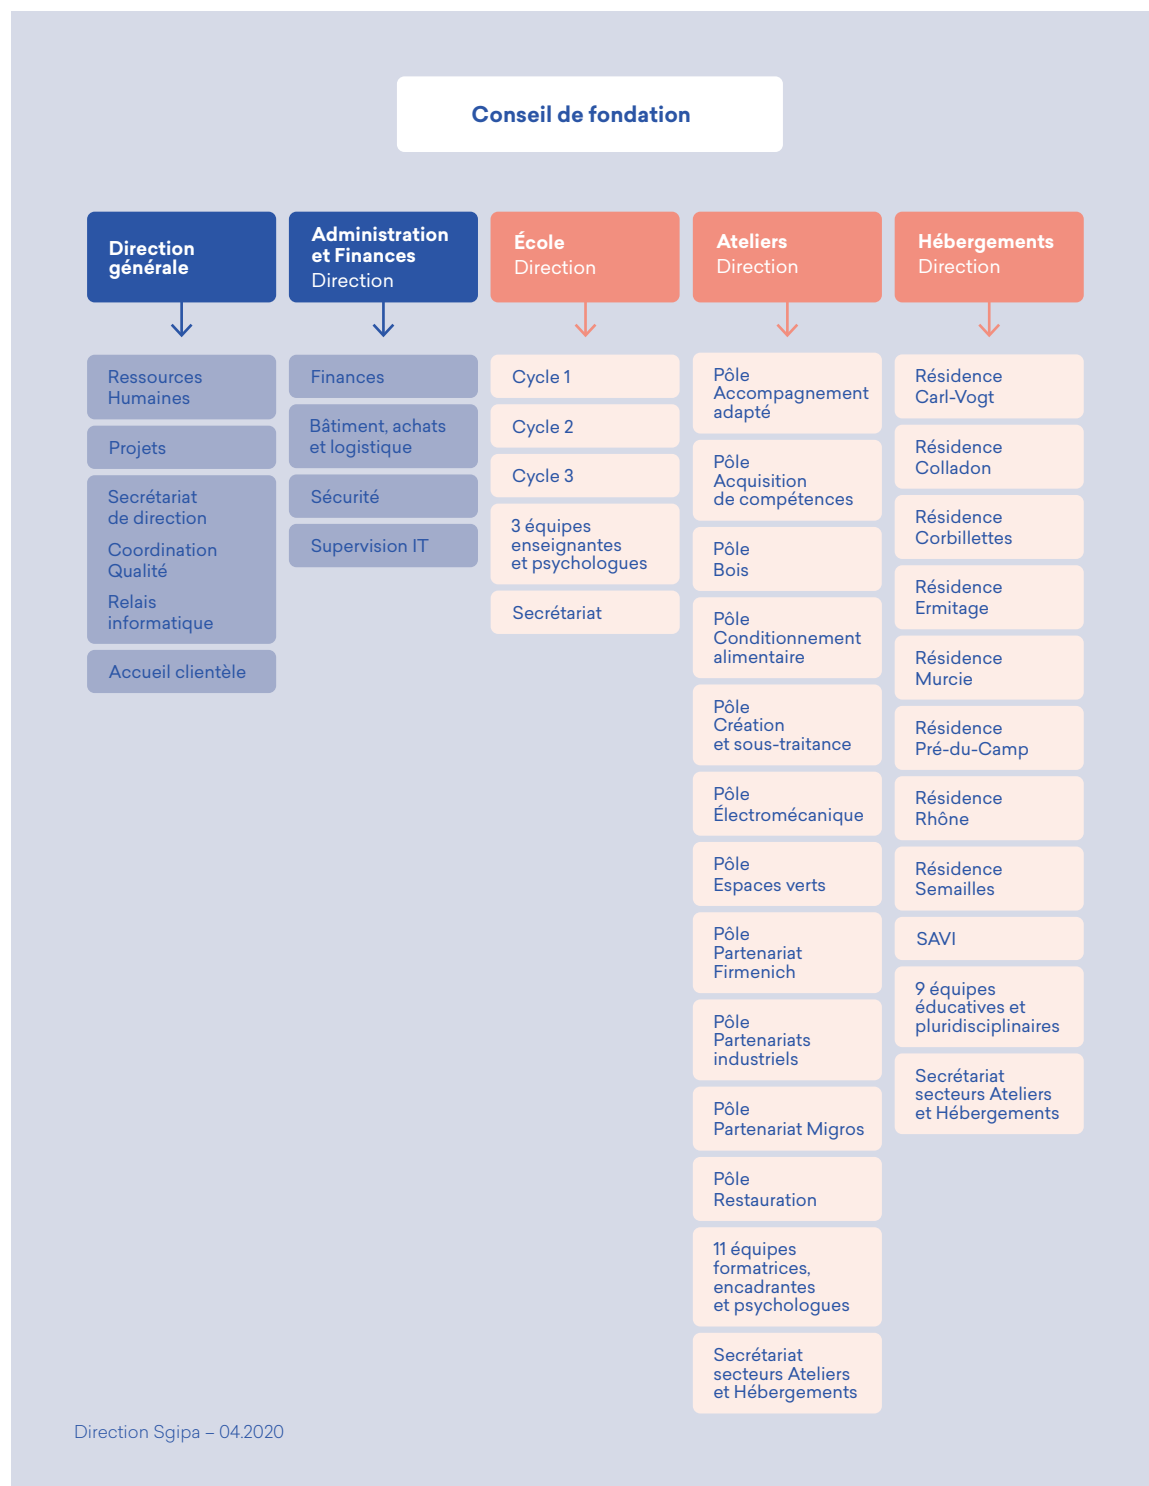 Conseil de fondation
Direction
générale
Ressources
Humaines
Projets
Secrétariat
de direction
Coordination
Qualité
Relais
informatique
Accueil clientèle
Administration
et Finances
Direction
Finances
Bâtiment, achats
et logistique
Sécurité
Supervision IT
École
Direction
Cycle 1
Cycle 2
Cycle 3
3 équipes
enseignantes
et psychologues
Secrétariat
Ateliers
Direction
Pôle
Accompagnement
adapté
Pôle
Acquisition
de compétences
Pôle
Bois
Pôle
Conditionnement
alimentaire
Pôle
Création
et sous-traitance
Pôle
Électromécanique
Pôle
Espaces verts
Pôle
Partenariat
Firmenich
Pôle
Partenariats
industriels
Pôle
Partenariat Migros
Pôle
Restauration
11 équipes
formatrices,
encadrantes
et psychologues
Secrétariat
secteurs Ateliers
et Hébergements
Hébergements
Direction
Résidence
Carl-Vogt
Résidence
Colladon
Résidence
Corbillettes
Résidence
Ermitage
Résidence
Murcie
Résidence
Pré-du-Camp
Résidence
Rhône
Résidence
Semailles
SAVI
9 équipes
éducatives et
pluridisciplinaires
Secrétariat
secteurs Ateliers
et Hébergements
Direction Sgipa – 04.2020